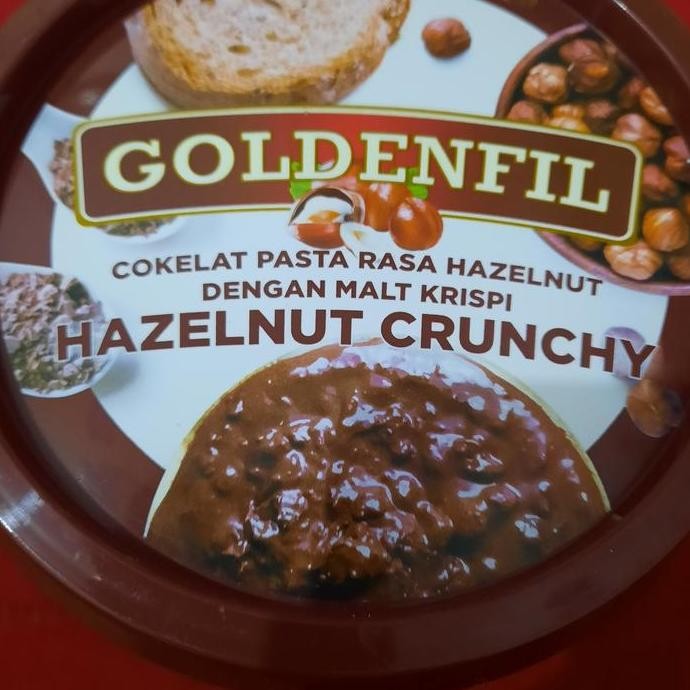 GOLDENFIL
COKELAT PASTA RASA HAZELNUT
DENGAN MALT KRISPI
HAZELNUT CRUNCHY